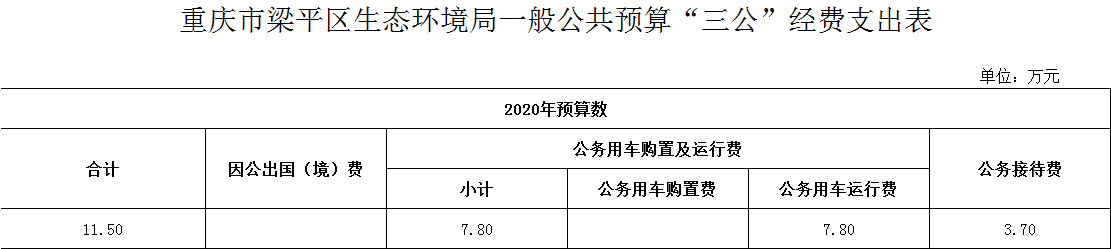 重庆市梁平区生态环境局一般公共预算“三公”经费支出表
单位：万元
2020年预算数
合计 因公出国（境）费 公务用车购置及运行费 公务接待费
小计 公务用车购置费 公务用车运行费
11.50 7.80 7.80 3.70